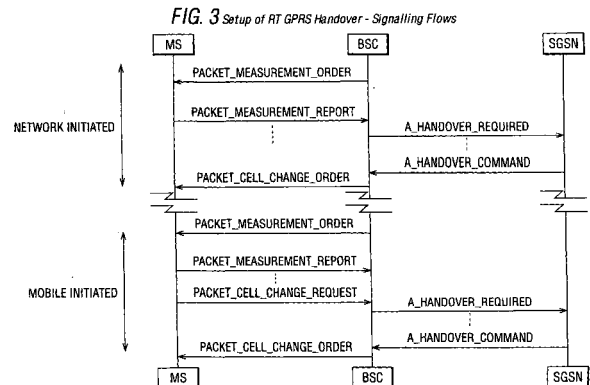 FIG. 3 Setup of RT GPRS Handover - Signalling Flows
MS BSC SGSN
PACKET_MEASUREMENT_ORDER
PACKET_MEASUREMENT_REPORT
NETWORK INITIATED
A_HANDOVER_REQUIRED
A_HANDOVER_COMMAND
PACKET_CELL_CHANGE_ORDER
PACKET_MEASUREMENT_ORDER
PACKET_MEASUREMENT_REPORT
MOBILE INITIATED
PACKET_CELL_CHANGE_REQUEST
A_HANDOVER_REQUIRED
A_HANDOVER_COMMAND
PACKET_CELL_CHANGE_ORDER
MS BSC SGSN